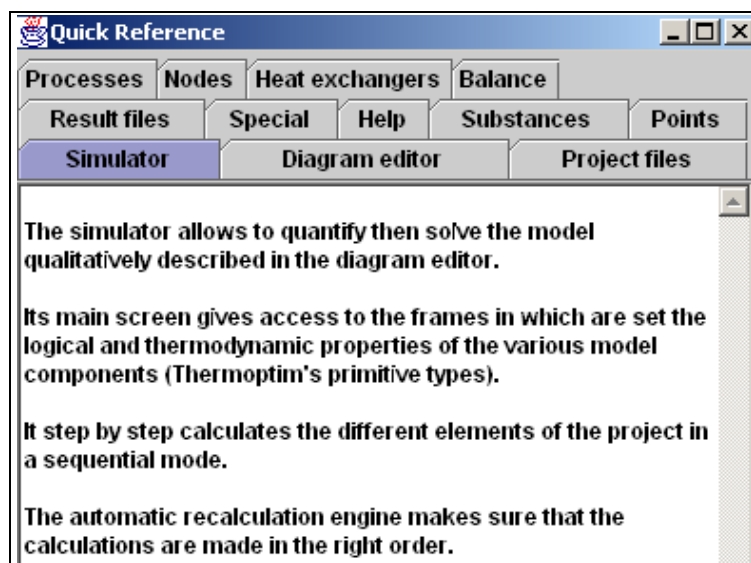 Quick Reference
Processes Nodes Heat exchangers Balance
Result files Special Help Substances Points
Simulator Diagram editor Project files
The simulator allows to quantify then solve the model
qualitatively described in the diagram editor.
Its main screen gives access to the frames in which are set the
logical and thermodynamic properties of the various model
components (Thermoptim's primitive types).
It step by step calculates the different elements of the project in
a sequential mode.
The automatic recalculation engine makes sure that the
calculations are made in the right order.